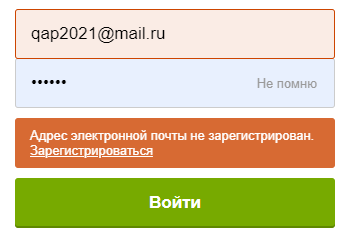 qap2021@mail.ru
•••••• Не помню
Адрес электронной почты не зарегистрирован.
Зарегистрироваться
Войти